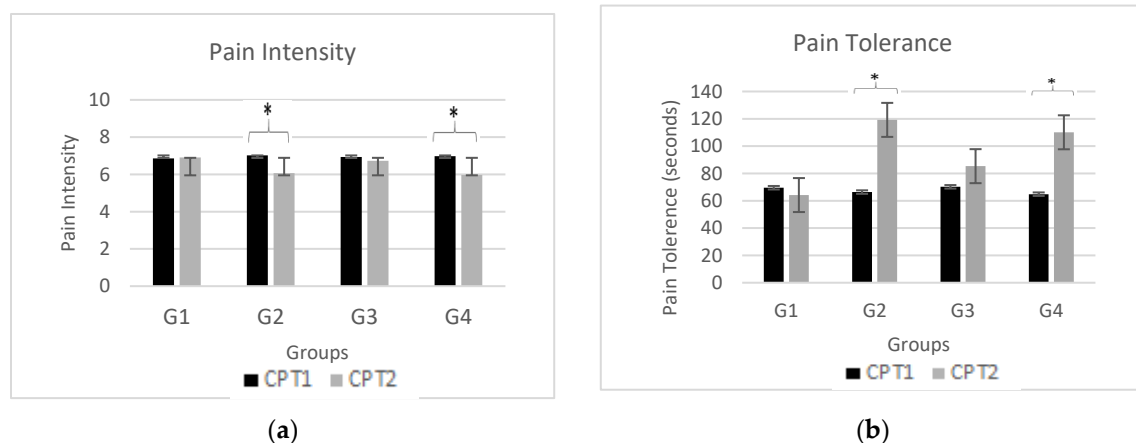 Pain Intensity
Pain Intensity
10
8
6
4
2
0
*
*
G1 G2 G3 G4
Groups
CPT1 CPT2
(a)
Pain Tolerance
Pain Tolerence (seconds)
140
120
100
80
60
40
20
0
*
*
G1 G2 G3 G4
Groups
CPT1 CPT2
(b)